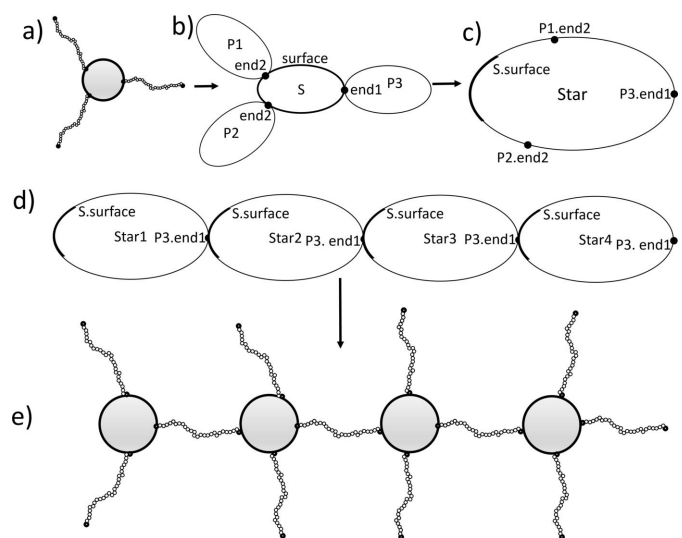 a)
b)
P1
end2
surface
S
end1
P3
end2
P2
c)
P1.end2
S.surface
Star
P3.end1
P2.end2
d)
S.surface
Star1 P3.end1
S.surface
Star2 P3. end1
S.surface
Star3 P3.end1
S.surface
Star4 P3. end1
e)